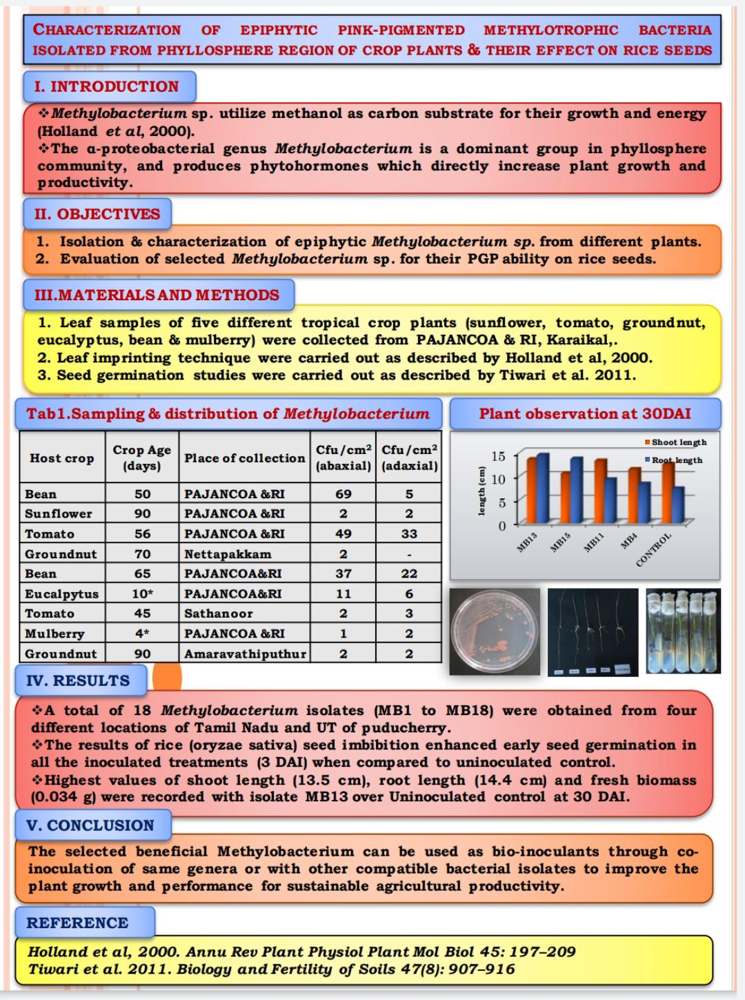 CHARACTERIZATION OF EPIPHYTIC PINK-PIGMENTED METHYLOTROPHIC BACTERIA
ISOLATED FROM PHYLLOSPHERE REGION OF CROP PLANTS & THEIR EFFECT ON RICE SEEDS
I. INTRODUCTION
❖Methylobacterium sp. utilize methanol as carbon substrate for their growth and energy
(Holland et al, 2000).
❖The α-proteobacterial genus Methylobacterium is a dominant group in phyllosphere
community, and produces phytohormones which directly increase plant growth and
productivity.
II. OBJECTIVES
1. Isolation & characterization of epiphytic Methylobacterium sp. from different plants.
2. Evaluation of selected Methylobacterium sp. for their PGP ability on rice seeds.
III.MATERIALS AND METHODS
1. Leaf samples of five different tropical crop plants (sunflower, tomato, groundnut,
eucalyptus, bean & mulberry) were collected from PAJANCOA & RI, Karaikal,.
2. Leaf imprinting technique were carried out as described by Holland et al, 2000.
3. Seed germination studies were carried out as described by Tiwari et al. 2011.
Tab1.Sampling & distribution of Methylobacterium
Host crop Crop Age (days) Place of collection Cfu/cm² (abaxial) Cfu/cm² (adaxial)
Bean 50 PAJANCOA &RI 69 5
Sunflower 90 PAJANCOA &RI 2 2
Tomato 56 PAJANCOA &RI 49 33
Groundnut 70 Nettapakkam 2 -
Bean 65 PAJANCOA&RI 37 22
Eucalpytus 10* PAJANCOA&RI 11 6
Tomato 45 Sathanoor 2 3
Mulberry 4* PAJANCOA &RI 1 2
Groundnut 90 Amaravathiputhur 2 2
Plant observation at 30DAI
Shoot length
Root length
length (cm)
15
10
5
0
MB13 MB15 MB11 MB4 CONTROL
IV. RESULTS
❖A total of 18 Methylobacterium isolates (MB1 to MB18) were obtained from four
different locations of Tamil Nadu and UT of puducherry.
❖The results of rice (oryzae sativa) seed imbibition enhanced early seed germination in
all the inoculated treatments (3 DAI) when compared to uninoculated control.
❖Highest values of shoot length (13.5 cm), root length (14.4 cm) and fresh biomass
(0.034 g) were recorded with isolate MB13 over Uninoculated control at 30 DAI.
V. CONCLUSION
The selected beneficial Methylobacterium can be used as bio-inoculants through co-
inoculation of same genera or with other compatible bacterial isolates to improve the
plant growth and performance for sustainable agricultural productivity.
REFERENCE
Holland et al, 2000. Annu Rev Plant Physiol Plant Mol Biol 45: 197–209
Tiwari et al. 2011. Biology and Fertility of Soils 47(8): 907–916